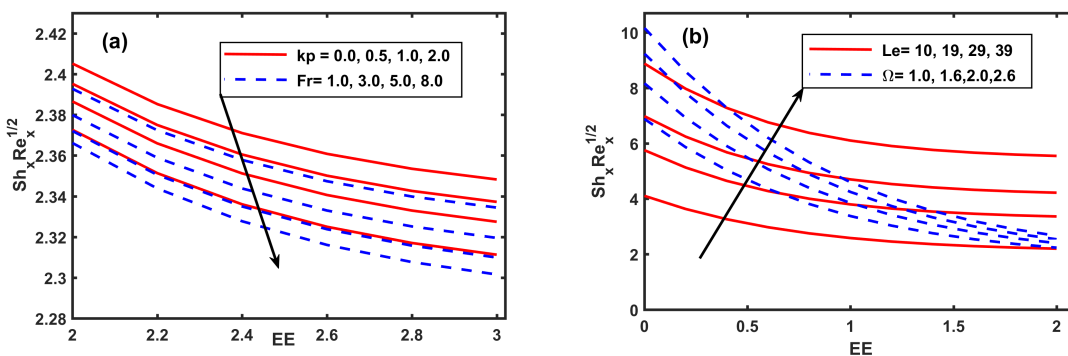 (a)
kp = 0.0, 0.5, 1.0, 2.0
Fr= 1.0, 3.0, 5.0, 8.0
Sh_x Re_x^{1/2}
2.43
2.4
2.38
2.36
2.34
2.32
2.3
2.28
2 2.2 2.4 2.6 2.8 3
EE
(b)
Le= 10, 19, 29, 39
Ω= 1.0, 1.6,2.0,2.6
Sh_x Re_x^{1/2}
10
8
6
4
2
0
0 0.5 1 1.5 2
EE